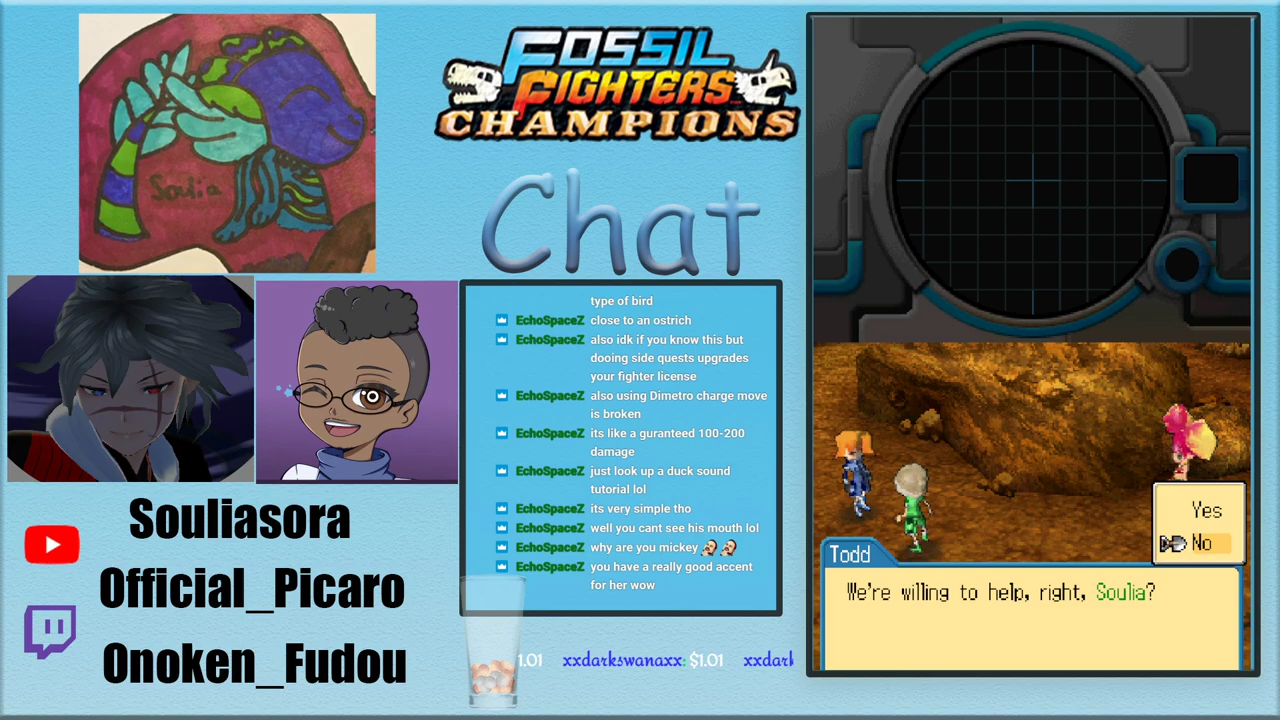 Soulia
FOSSIL
FIGHTERS
CHAMPIONS
Chat
type of bird
EchoSpaceZ close to an ostrich
EchoSpaceZ also idk if you know this but
dooing side quests upgrades
your fighter license
EchoSpaceZ also using Dimetro charge move
is broken
EchoSpaceZ its like a guranteed 100-200
damage
EchoSpaceZ just look up a duck sound
tutorial lol
EchoSpaceZ its very simple tho
EchoSpaceZ well you cant see his mouth lol
EchoSpaceZ why are you mickey
EchoSpaceZ you have a really good accent
for her wow
Souliasora
Official_Picaro
Onoken_Fudou
1.01 xxdarkswanaxx: $1.01 xxdark
Yes
No
Todd
We're willing to help, right, Soulia?